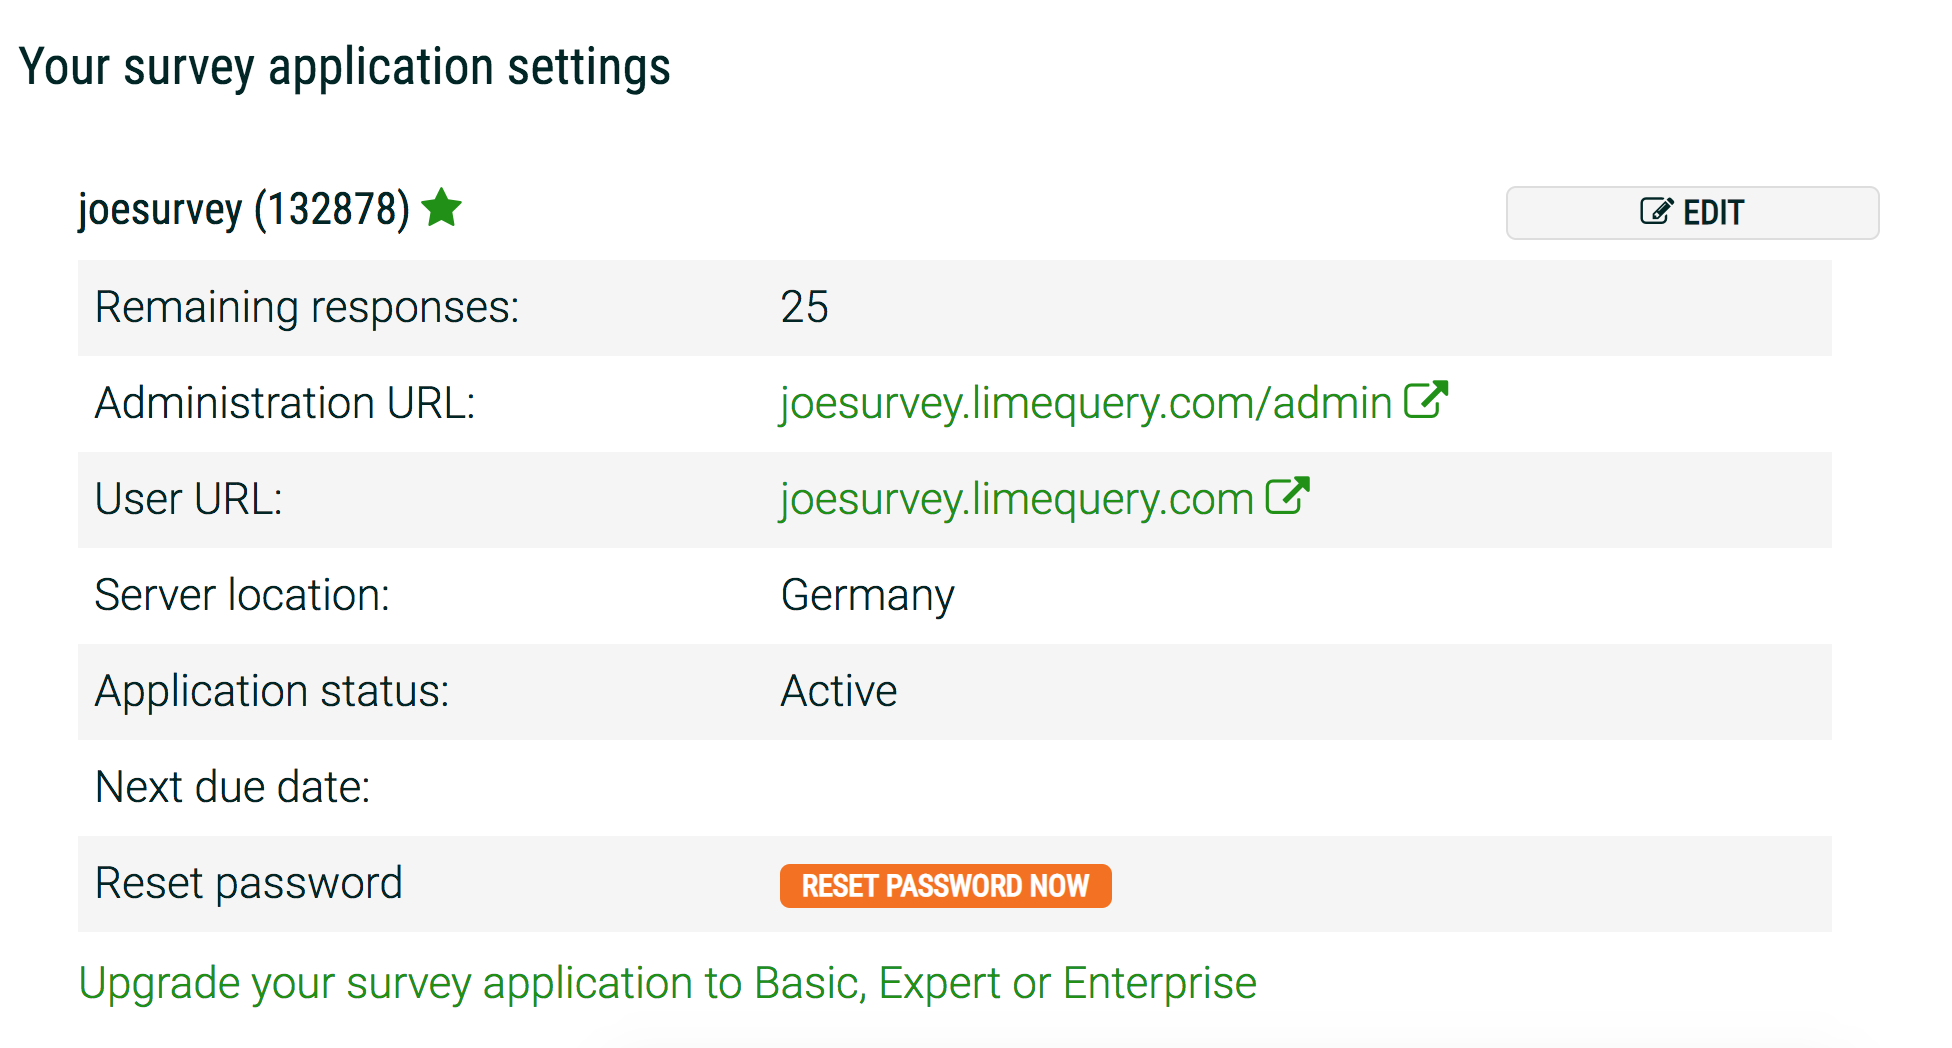 Your survey application settings
joesurvey (132878)
EDIT
Remaining responses: 25
Administration URL: joesurvey.limequery.com/admin
User URL: joesurvey.limequery.com
Server location: Germany
Application status: Active
Next due date:
Reset password RESET PASSWORD NOW
Upgrade your survey application to Basic, Expert or Enterprise